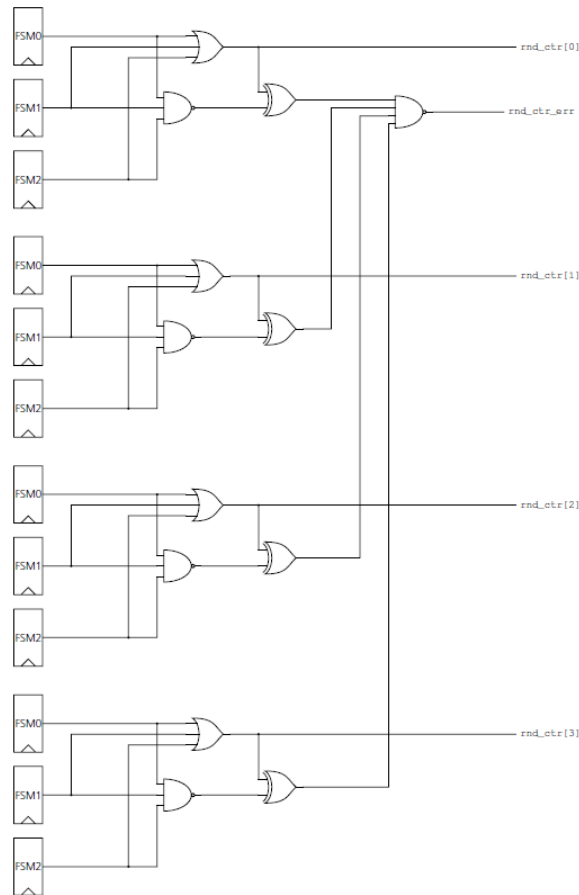 FSM0
rnd_ctr[0]
FSM1
rnd_ctr_err
FSM2
FSM0
rnd_ctr[1]
FSM1
FSM2
FSM0
rnd_ctr[2]
FSM1
FSM2
FSM0
rnd_ctr[3]
FSM1
FSM2